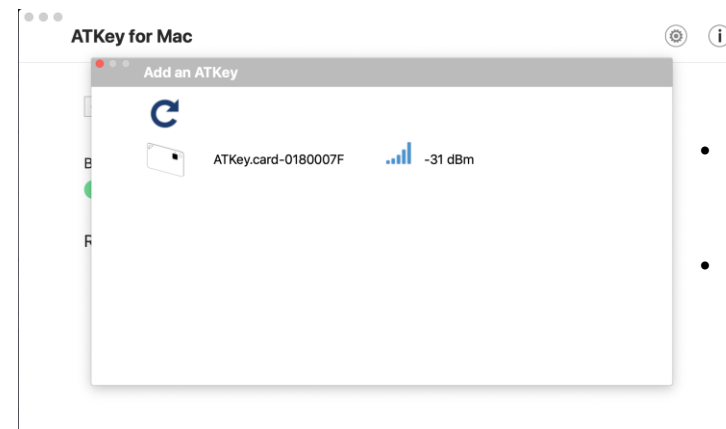 ATKey for Mac
Add an ATKey
ATKey.card-0180007F -31 dBm
B
R